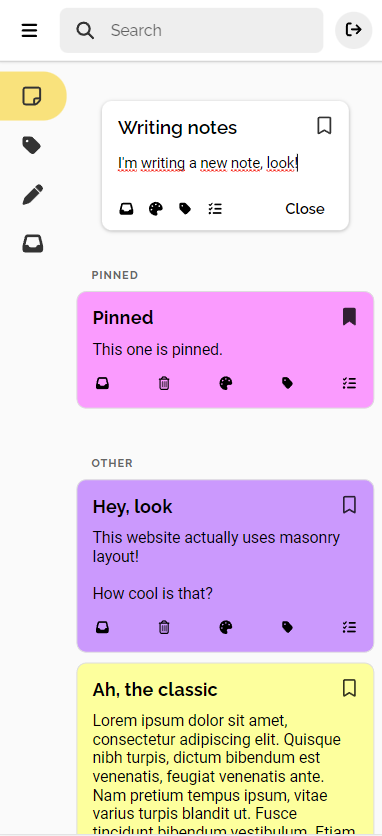 Search
Writing notes
I'm writing a new note, look!
Close
PINNED
Pinned
This one is pinned.
OTHER
Hey, look
This website actually uses masonry
layout!
How cool is that?
Ah, the classic
Lorem ipsum dolor sit amet,
consectetur adipiscing elit. Quisque
nibh turpis, dictum bibendum est
venenatis, feugiat venenatis ante.
Nam pretium tempus ipsum, vitae
varius turpis blandit ut. Fusce
tincidunt bibendum vestibulum. Etiam